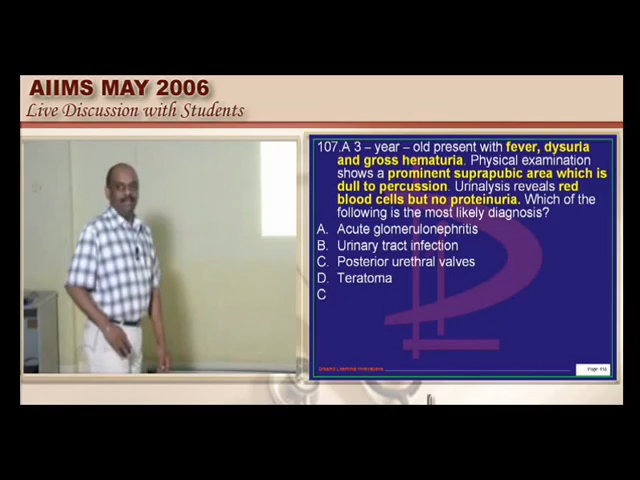 AIIMS MAY 2006
Live Discussion with Students
107.A 3 – year – old present with fever, dysuria
and gross hematuria. Physical examination
shows a prominent suprapubic area which is
dull to percussion. Urinalysis reveals red
blood cells but no proteinuria. Which of the
following is the most likely diagnosis?
A. Acute glomerulonephritis
B. Urinary tract infection
C. Posterior urethral valves
D. Teratoma
C